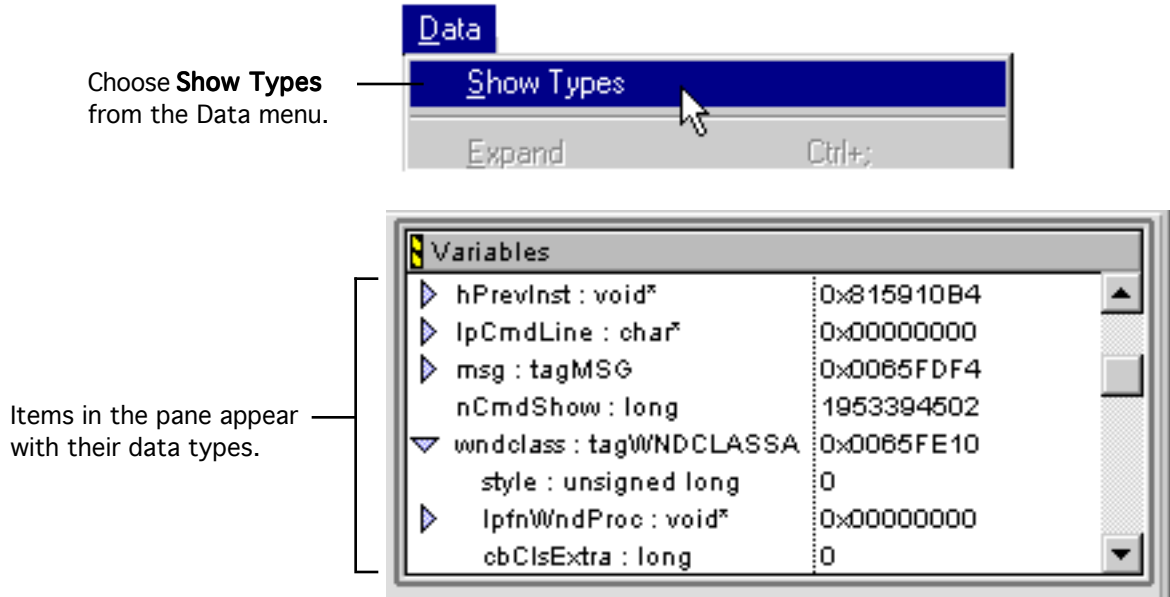 Data
Choose Show Types
from the Data menu.
Show Types
Expand Ctrl+;
Variables
hPrevInst : void* 0x815910B4
lpCmdLine : char* 0x00000000
msg : tagMSG 0x0065FDF4
nCmdShow : long 1953394502
Items in the pane appear
with their data types.
wndclass : tagWNDCLASSA 0x0065FE10
style : unsigned long 0
lpfnWndProc : void* 0x00000000
cbClsExtra : long 0